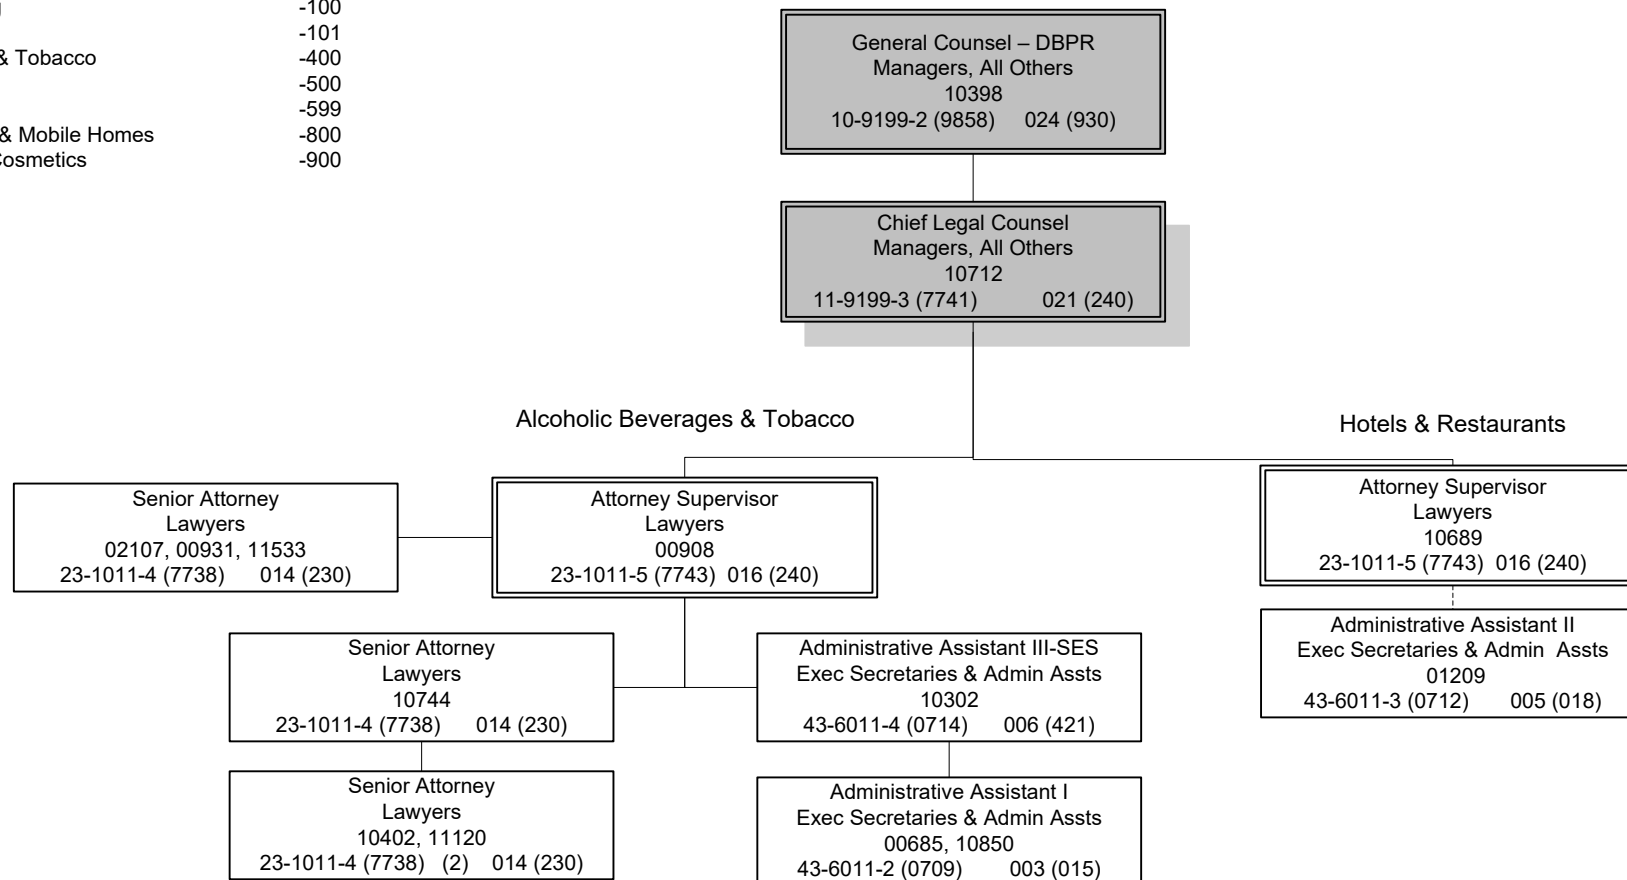 -100
-101
& Tobacco -400
-500
-599
& Mobile Homes -800
Cosmetics -900
General Counsel – DBPR
Managers, All Others
10398
10-9199-2 (9858) 024 (930)
Chief Legal Counsel
Managers, All Others
10712
11-9199-3 (7741) 021 (240)
Alcoholic Beverages & Tobacco
Hotels & Restaurants
Senior Attorney
Lawyers
02107, 00931, 11533
23-1011-4 (7738) 014 (230)
Attorney Supervisor
Lawyers
00908
23-1011-5 (7743) 016 (240)
Attorney Supervisor
Lawyers
10689
23-1011-5 (7743) 016 (240)
Senior Attorney
Lawyers
10744
23-1011-4 (7738) 014 (230)
Administrative Assistant III-SES
Exec Secretaries & Admin Assts
10302
43-6011-4 (0714) 006 (421)
Administrative Assistant II
Exec Secretaries & Admin Assts
01209
43-6011-3 (0712) 005 (018)
Senior Attorney
Lawyers
10402, 11120
23-1011-4 (7738) (2) 014 (230)
Administrative Assistant I
Exec Secretaries & Admin Assts
00685, 10850
43-6011-2 (0709) 003 (015)